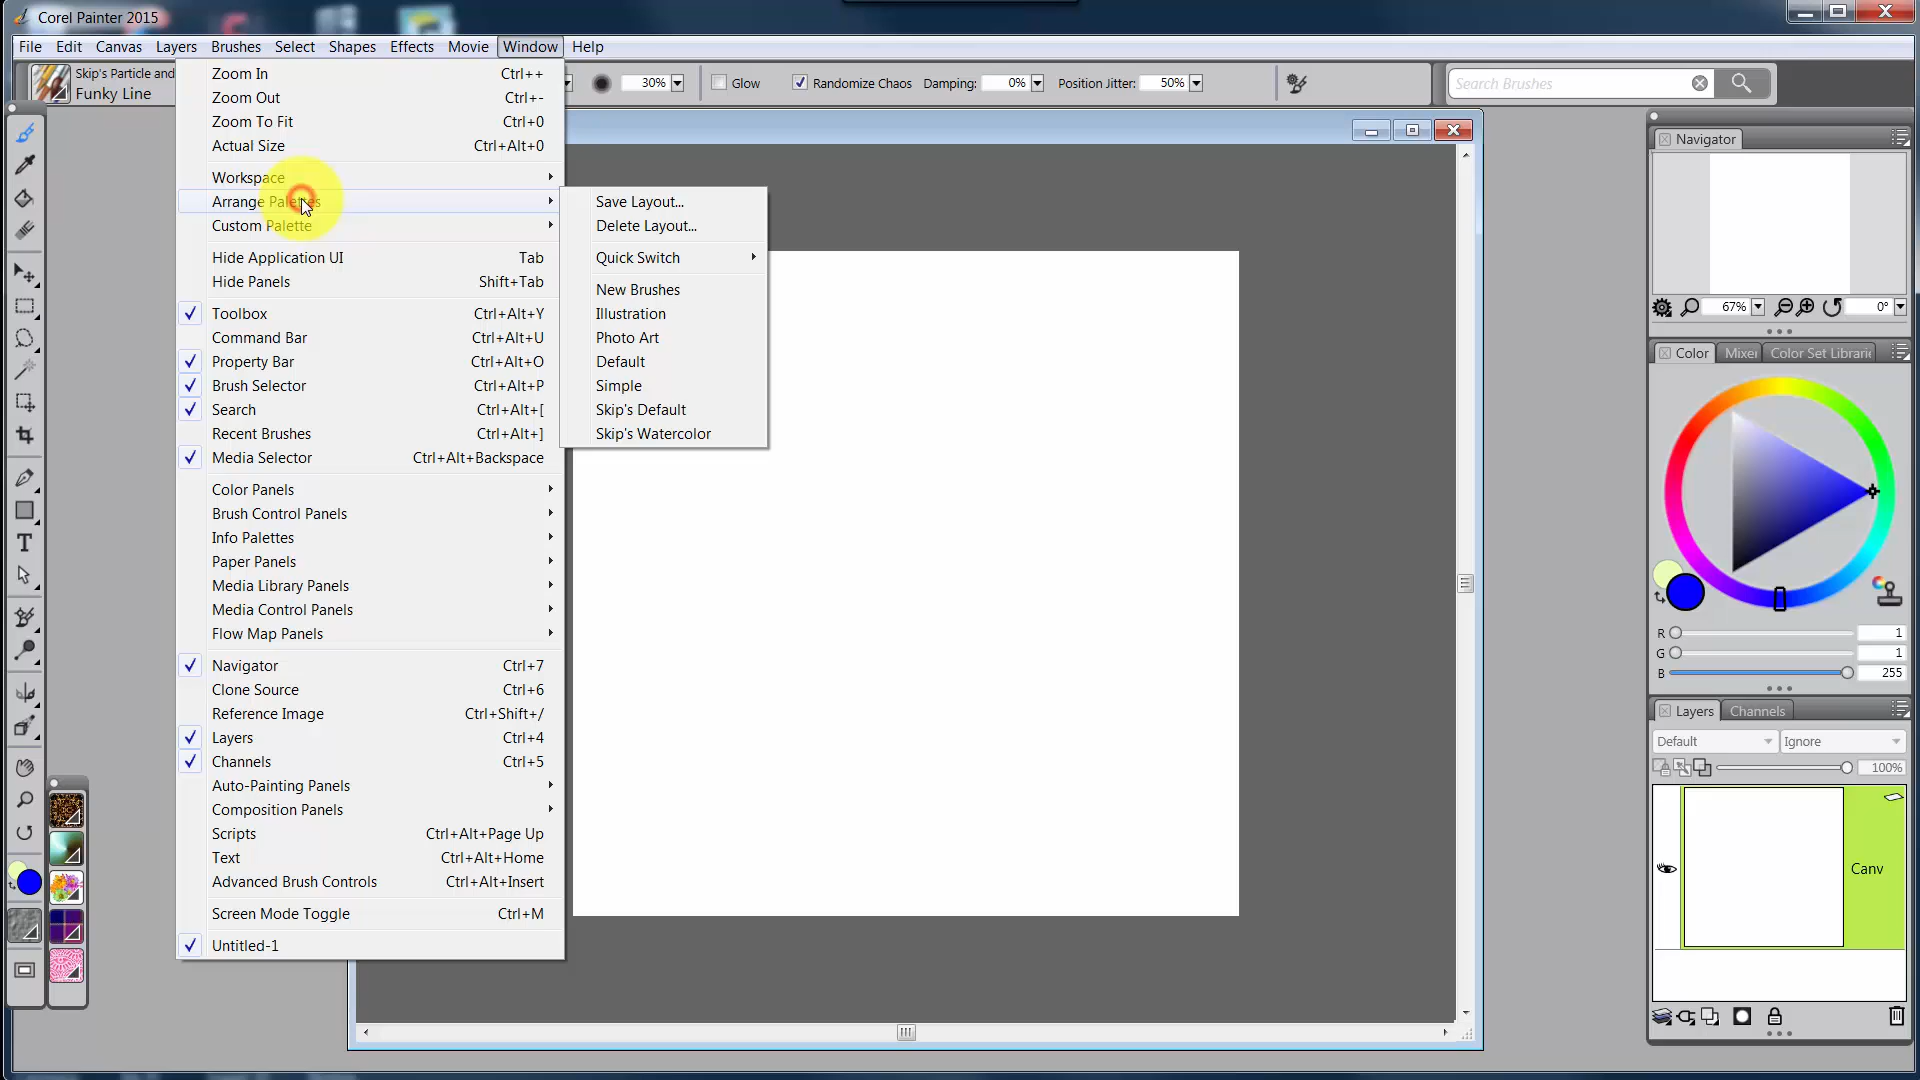 Corel Painter 2015
File Edit Canvas Layers Brushes Select Shapes Effects Movie Window Help
Skip's Particle and
Funky Line
30% Glow Randomize Chaos Damping: 0% Position Jitter: 50%
Search Brushes
Zoom In Ctrl++
Zoom Out Ctrl+-
Zoom To Fit Ctrl+0
Actual Size Ctrl+Alt+0
Workspace
Arrange Palettes
Custom Palette
Hide Application UI Tab
Hide Panels Shift+Tab
Toolbox Ctrl+Alt+Y
Command Bar Ctrl+Alt+U
Property Bar Ctrl+Alt+O
Brush Selector Ctrl+Alt+P
Search Ctrl+Alt+[
Recent Brushes Ctrl+Alt+]
Media Selector Ctrl+Alt+Backspace
Color Panels
Brush Control Panels
Info Palettes
Paper Panels
Media Library Panels
Media Control Panels
Flow Map Panels
Navigator Ctrl+7
Clone Source Ctrl+6
Reference Image Ctrl+Shift+/
Layers Ctrl+4
Channels Ctrl+5
Auto-Painting Panels
Composition Panels
Scripts Ctrl+Alt+Page Up
Text Ctrl+Alt+Home
Advanced Brush Controls Ctrl+Alt+Insert
Screen Mode Toggle Ctrl+M
Untitled-1
Save Layout...
Delete Layout...
Quick Switch
New Brushes
Illustration
Photo Art
Default
Simple
Skip's Default
Skip's Watercolor
Navigator
67% 0°
Color Mixer Color Set Librari
R 1
G 1
B 255
Layers Channels
Default Ignore
100%
Canv